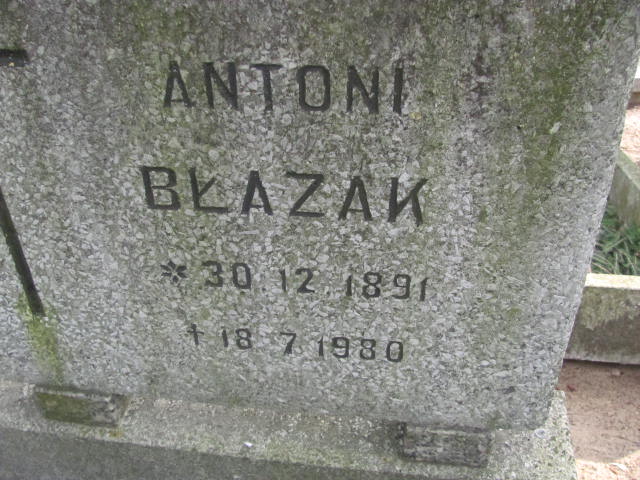 ANTONI
BŁAZAK
* 30.12.1891
† 18 7 1980